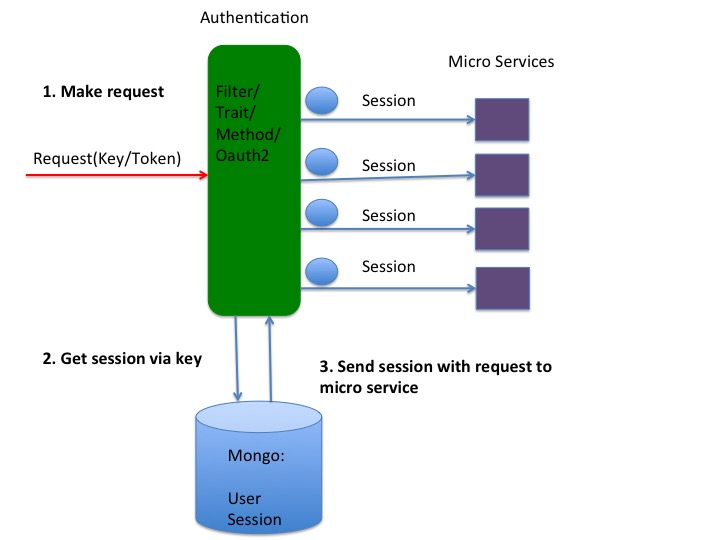 Authentication
Micro Services
1. Make request
Filter/
Trait/
Method/
Oauth2
Request(Key/Token)
Session
Session
Session
Session
2. Get session via key
3. Send session with request to
micro service
Mongo:
User
Session